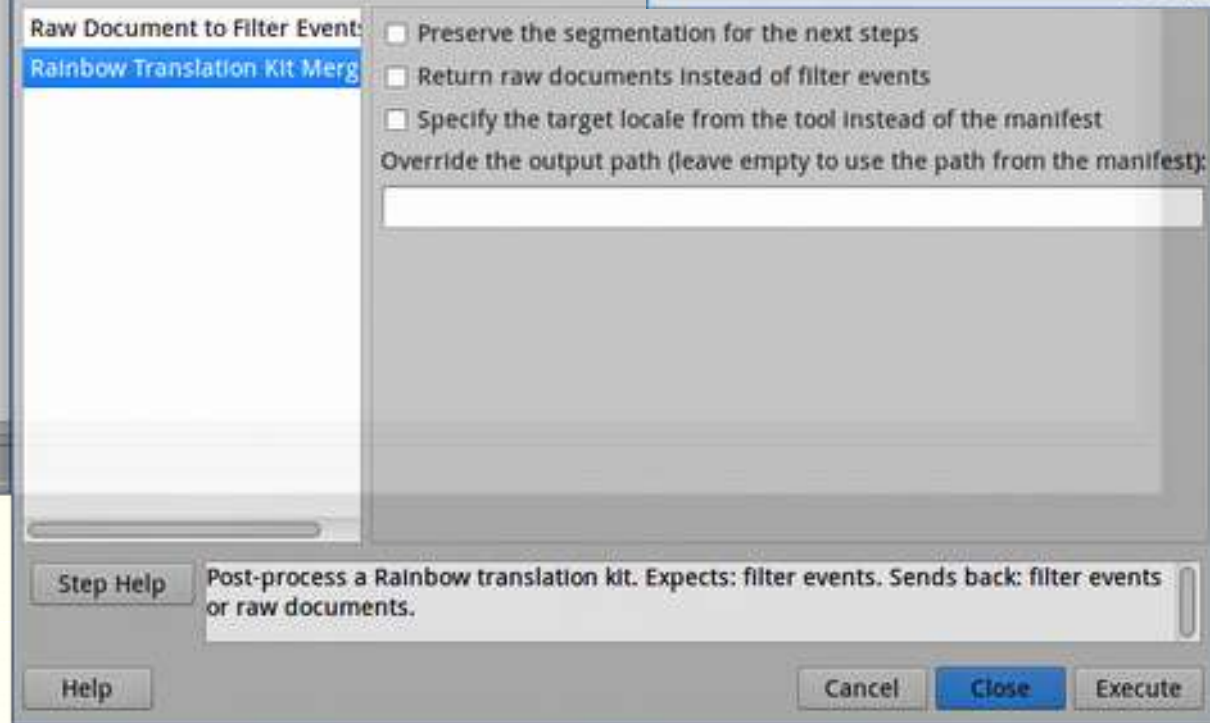 Raw Document to Filter Event
Rainbow Translation Kit Merg
Preserve the segmentation for the next steps
Return raw documents instead of filter events
Specify the target locale from the tool instead of the manifest
Override the output path (leave empty to use the path from the manifest):
Step Help
Post-process a Rainbow translation kit. Expects: filter events. Sends back: filter events
or raw documents.
Help
Cancel
Close
Execute